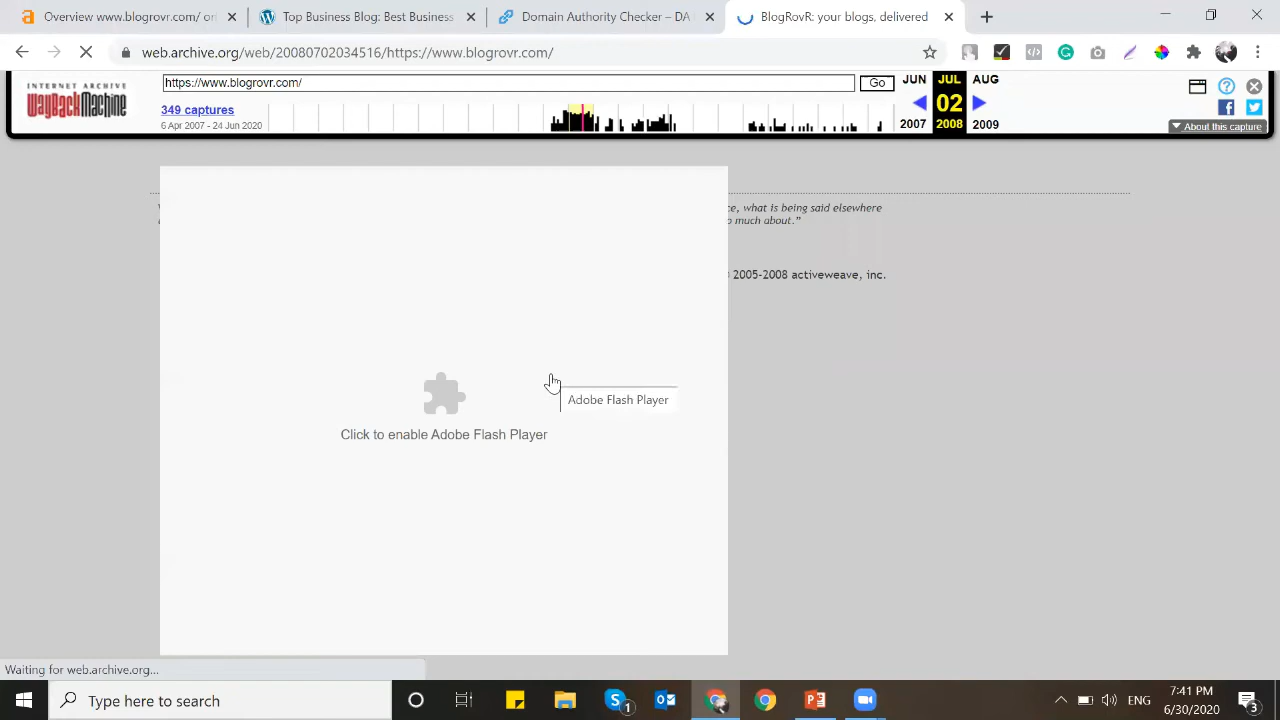 Overview: www.blogrovr.com/ or
Top Business Blog: Best Business
Domain Authority Checker – DA
BlogRovR: your blogs, delivered
web.archive.org/web/20080702034516/https://www.blogrovr.com/
INTERNET ARCHIVE
WayBackMachine
https://www.blogrovr.com/
Go
JUN
JUL
AUG
349 captures
02
6 Apr 2007 - 24 Jun 2020
2007
2008
2009
About this capture
ce, what is being said elsewhere
o much about.”
2005-2008 activeweave, inc.
Adobe Flash Player
Click to enable Adobe Flash Player
Waiting for web.archive.org...
Type here to search
1
ENG
7:41 PM
6/30/2020
3